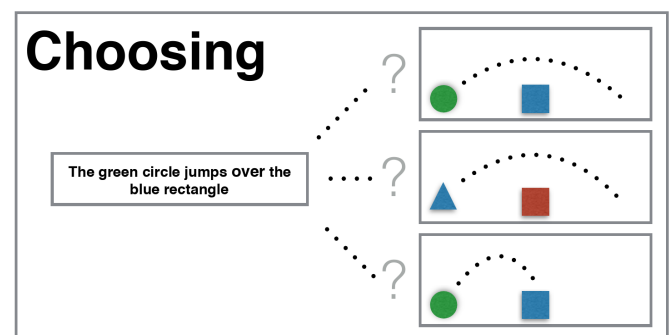 Choosing
?
The green circle jumps over the
blue rectangle
?
?